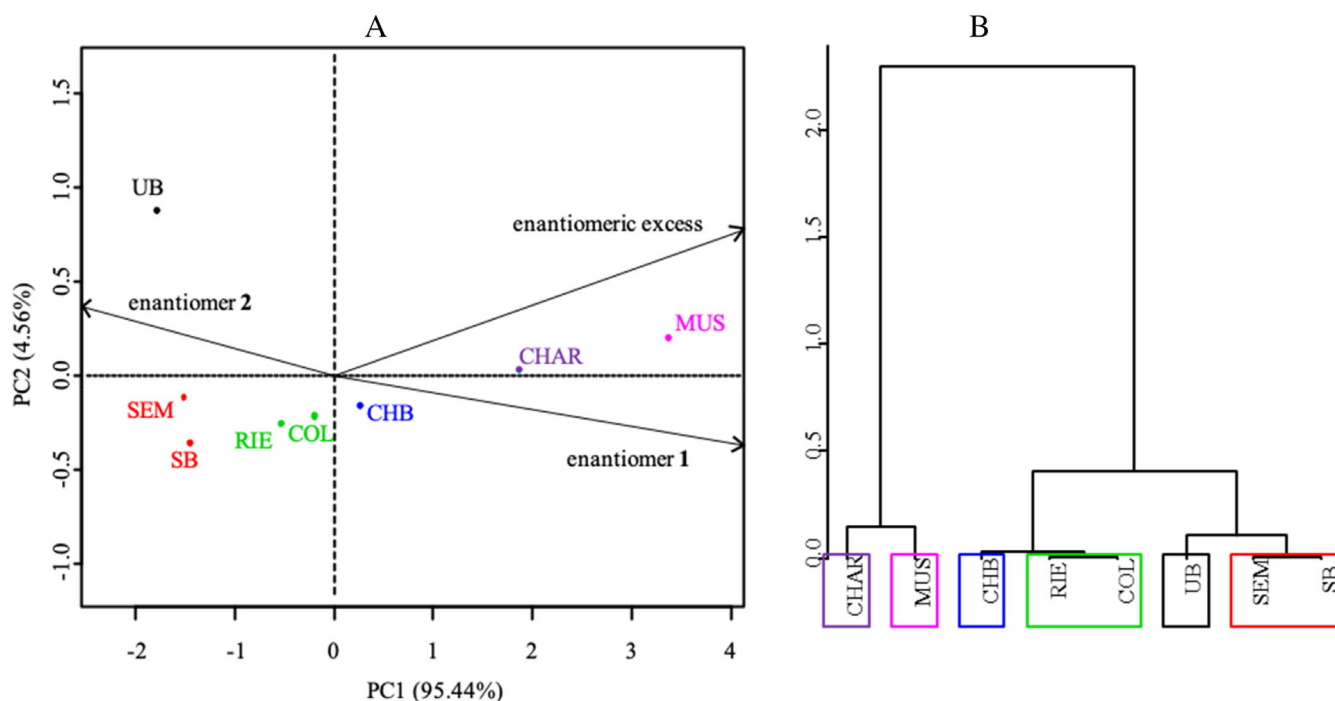 A
B
1.5
1.0
0.5
0.0
-0.5
-1.0
PC2 (4.56%)
UB
enantiomeric excess
enantiomer 2
MUS
CHAR
SEM
SB
RIE
COL
CHB
enantiomer 1
-2
-1
0
1
2
3
4
PC1 (95.44%)
2.0
1.5
1.0
0.5
0.0
CHAR
MUS
CHB
RIE
COL
UB
SEM
SB